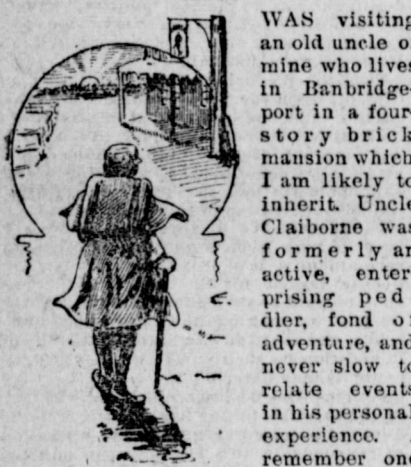 WAS visiting
an old uncle o
mine who lives
in Banbridge-
port in a four-
story brick
mansion which
I am likely to
inherit. Uncle
Claiborne was
formerly an
active, enter-
prising ped
dler, fond of
adventure, and
never slow to
relate events
in his personal
experience.
remember one